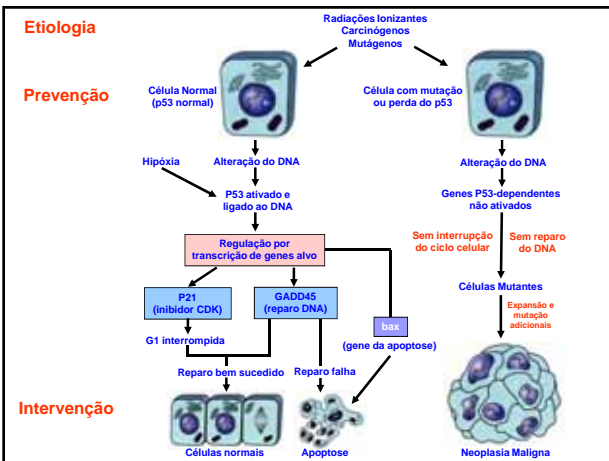 Etiologia
Radiações Ionizantes
Carcinógenos
Mutágenos
Prevenção
Célula Normal
(p53 normal)
Célula com mutação
ou perda do p53
Hipóxia
Alteração do DNA
Alteração do DNA
P53 ativado e
ligado ao DNA
Genes P53-dependentes
não ativados
Regulação por
transcrição de genes alvo
Sem interrupção
do ciclo celular
Sem reparo
do DNA
P21
(inibidor CDK)
GADD45
(reparo DNA)
bax
(gene da apoptose)
Células Mutantes
Expansão e
mutação
adicionais
G1 interrompida
Reparo bem sucedido
Reparo falha
Intervenção
Células normais
Apoptose
Neoplasia Maligna